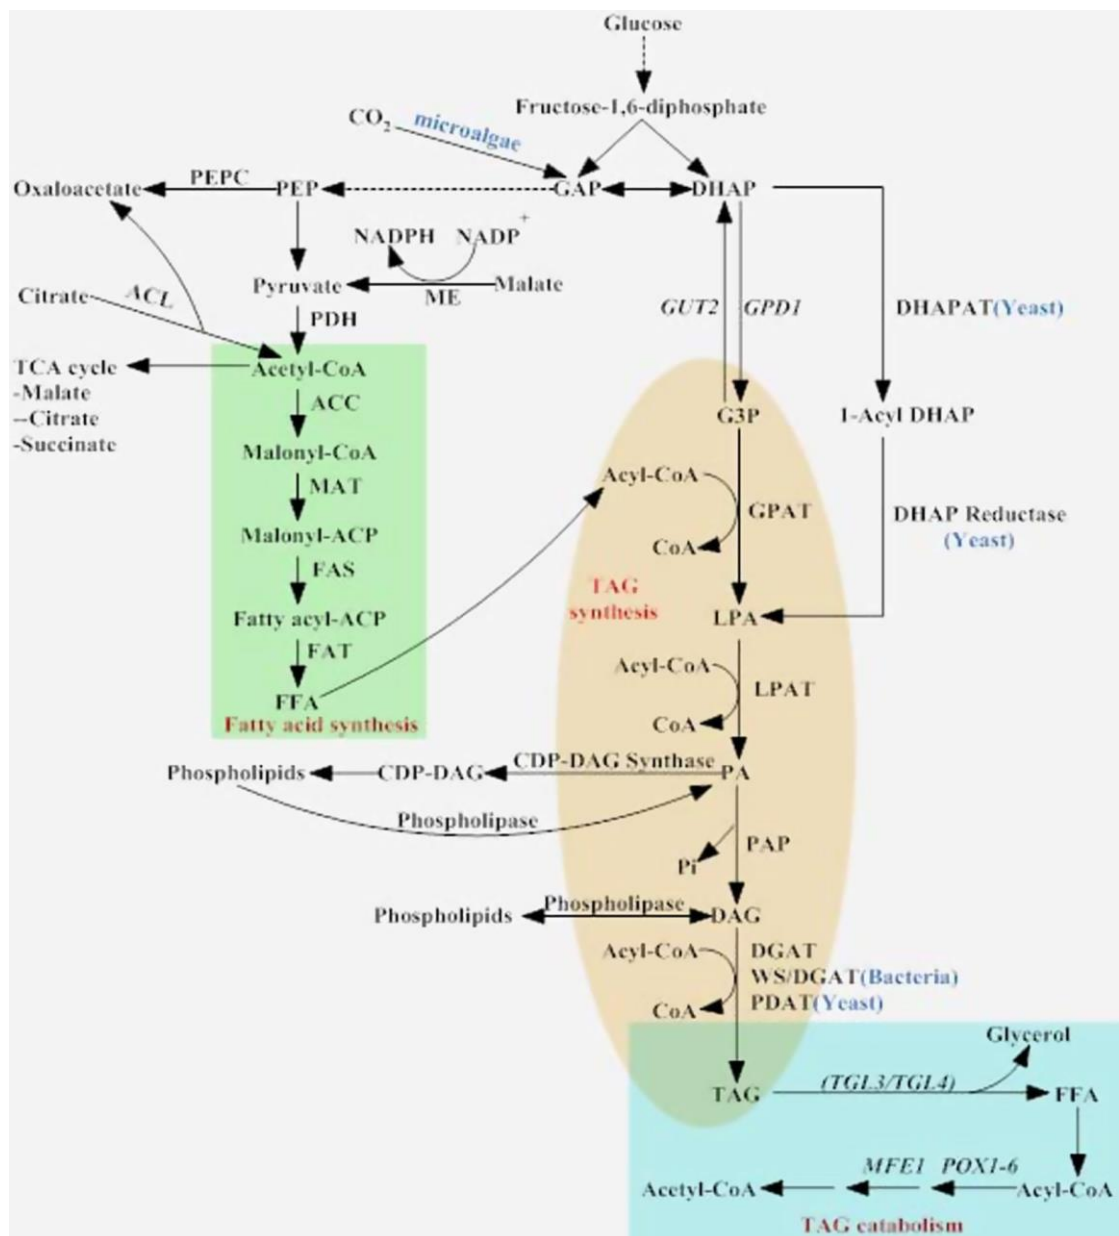 Glucose
Fructose-1,6-diphosphate
CO2 microalgae
Oxaloacetate PEPC PEP GAP DHAP
NADPH NADP+
Pyruvate ME Malate
Citrate ACL
PDH
GUT2 GPD1 DHAPAT(Yeast)
TCA cycle
-Malate
--Citrate
-Succinate
Acetyl-CoA
ACC
Malonyl-CoA
MAT
Malonyl-ACP
FAS
Fatty acyl-ACP
FAT
FFA
Fatty acid synthesis
G3P 1-Acyl DHAP
Acyl-CoA
GPAT
CoA
DHAP Reductase
(Yeast)
TAG
synthesis
LPA
Acyl-CoA
LPAT
CoA
Phospholipids CDP-DAG CDP-DAG Synthase PA
Phospholipase
PAP
Pi
Phospholipids Phospholipase DAG
Acyl-CoA
DGAT
WS/DGAT(Bacteria)
PDAT(Yeast)
CoA
Glycerol
TAG (TGL3/TGL4) FFA
Acetyl-CoA MFE1 POX1-6 Acyl-CoA
TAG catabolism